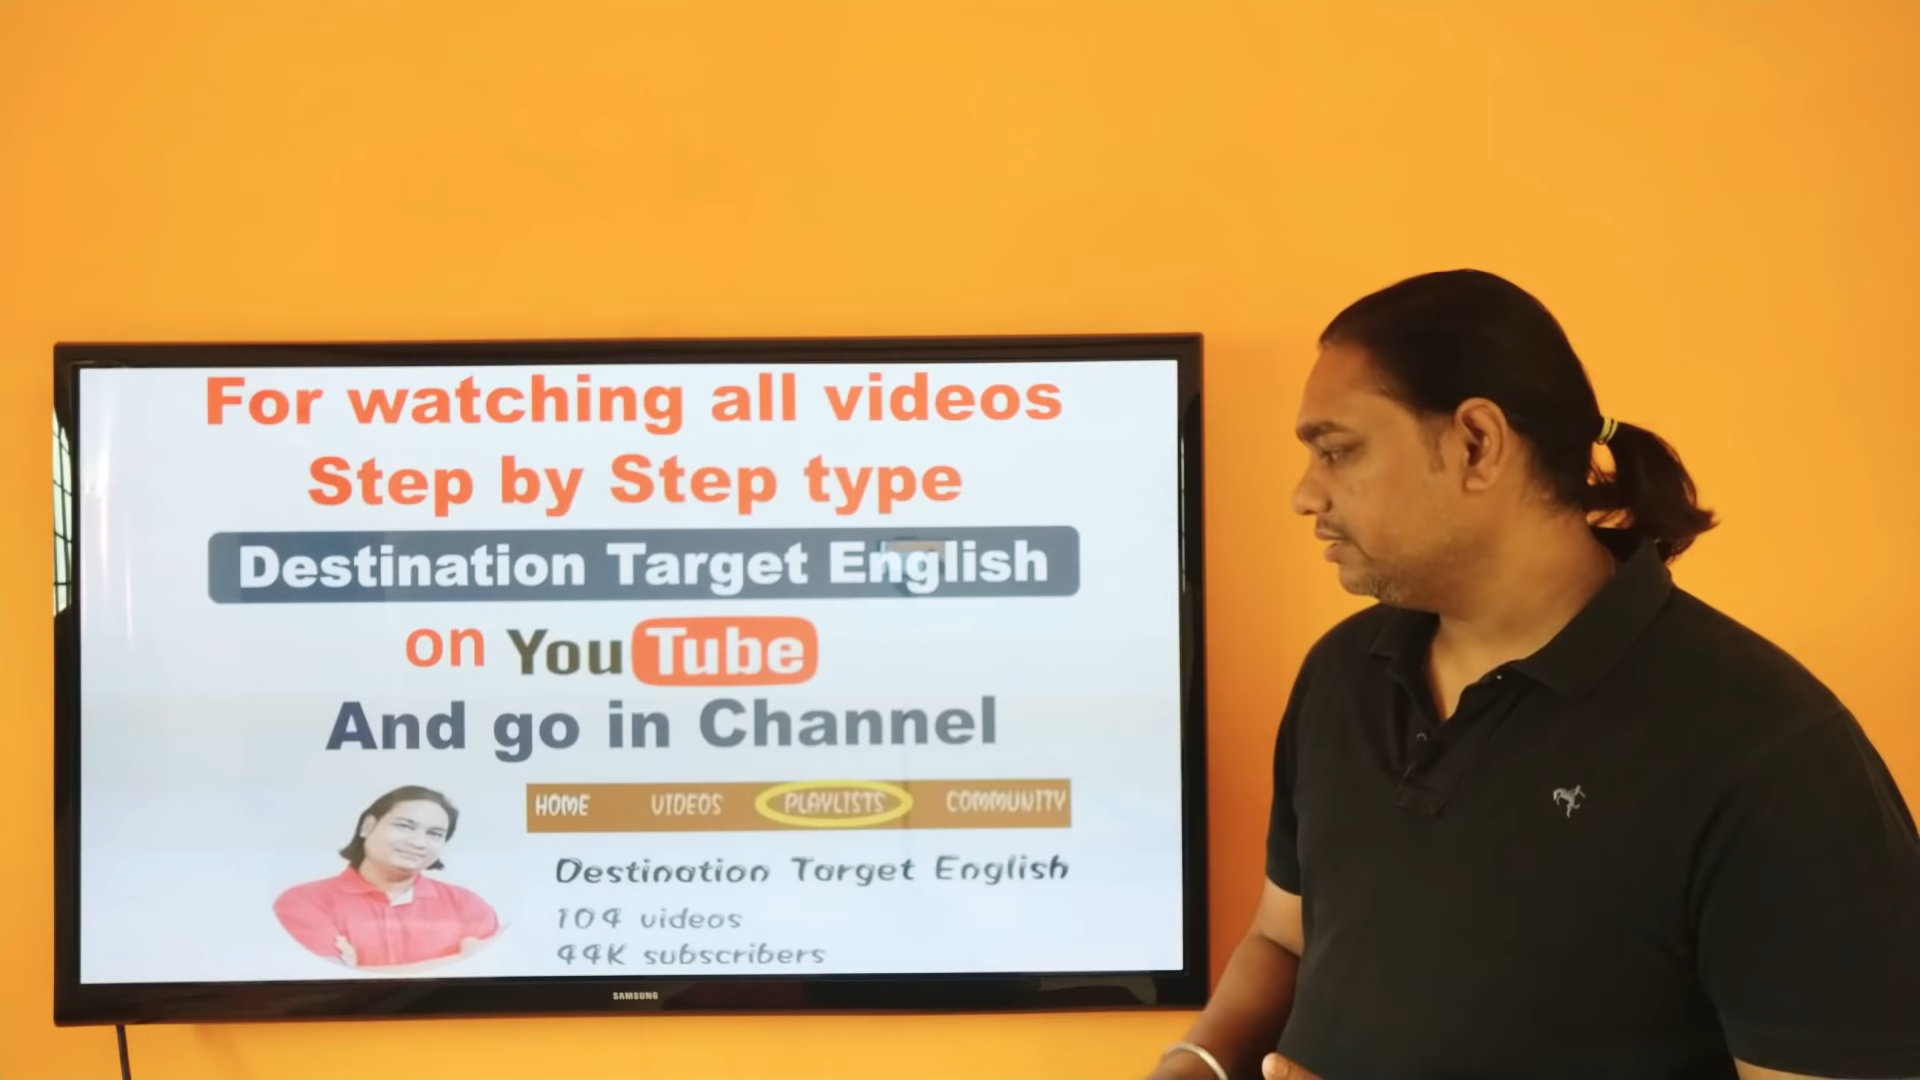 For watching all videos
Step by Step type
Destination Target English
on YouTube
And go in Channel
HOME VIDEOS PLAYLISTS COMMUNITY
Destination Target English
104 videos
44K subscribers
SAMSUNG